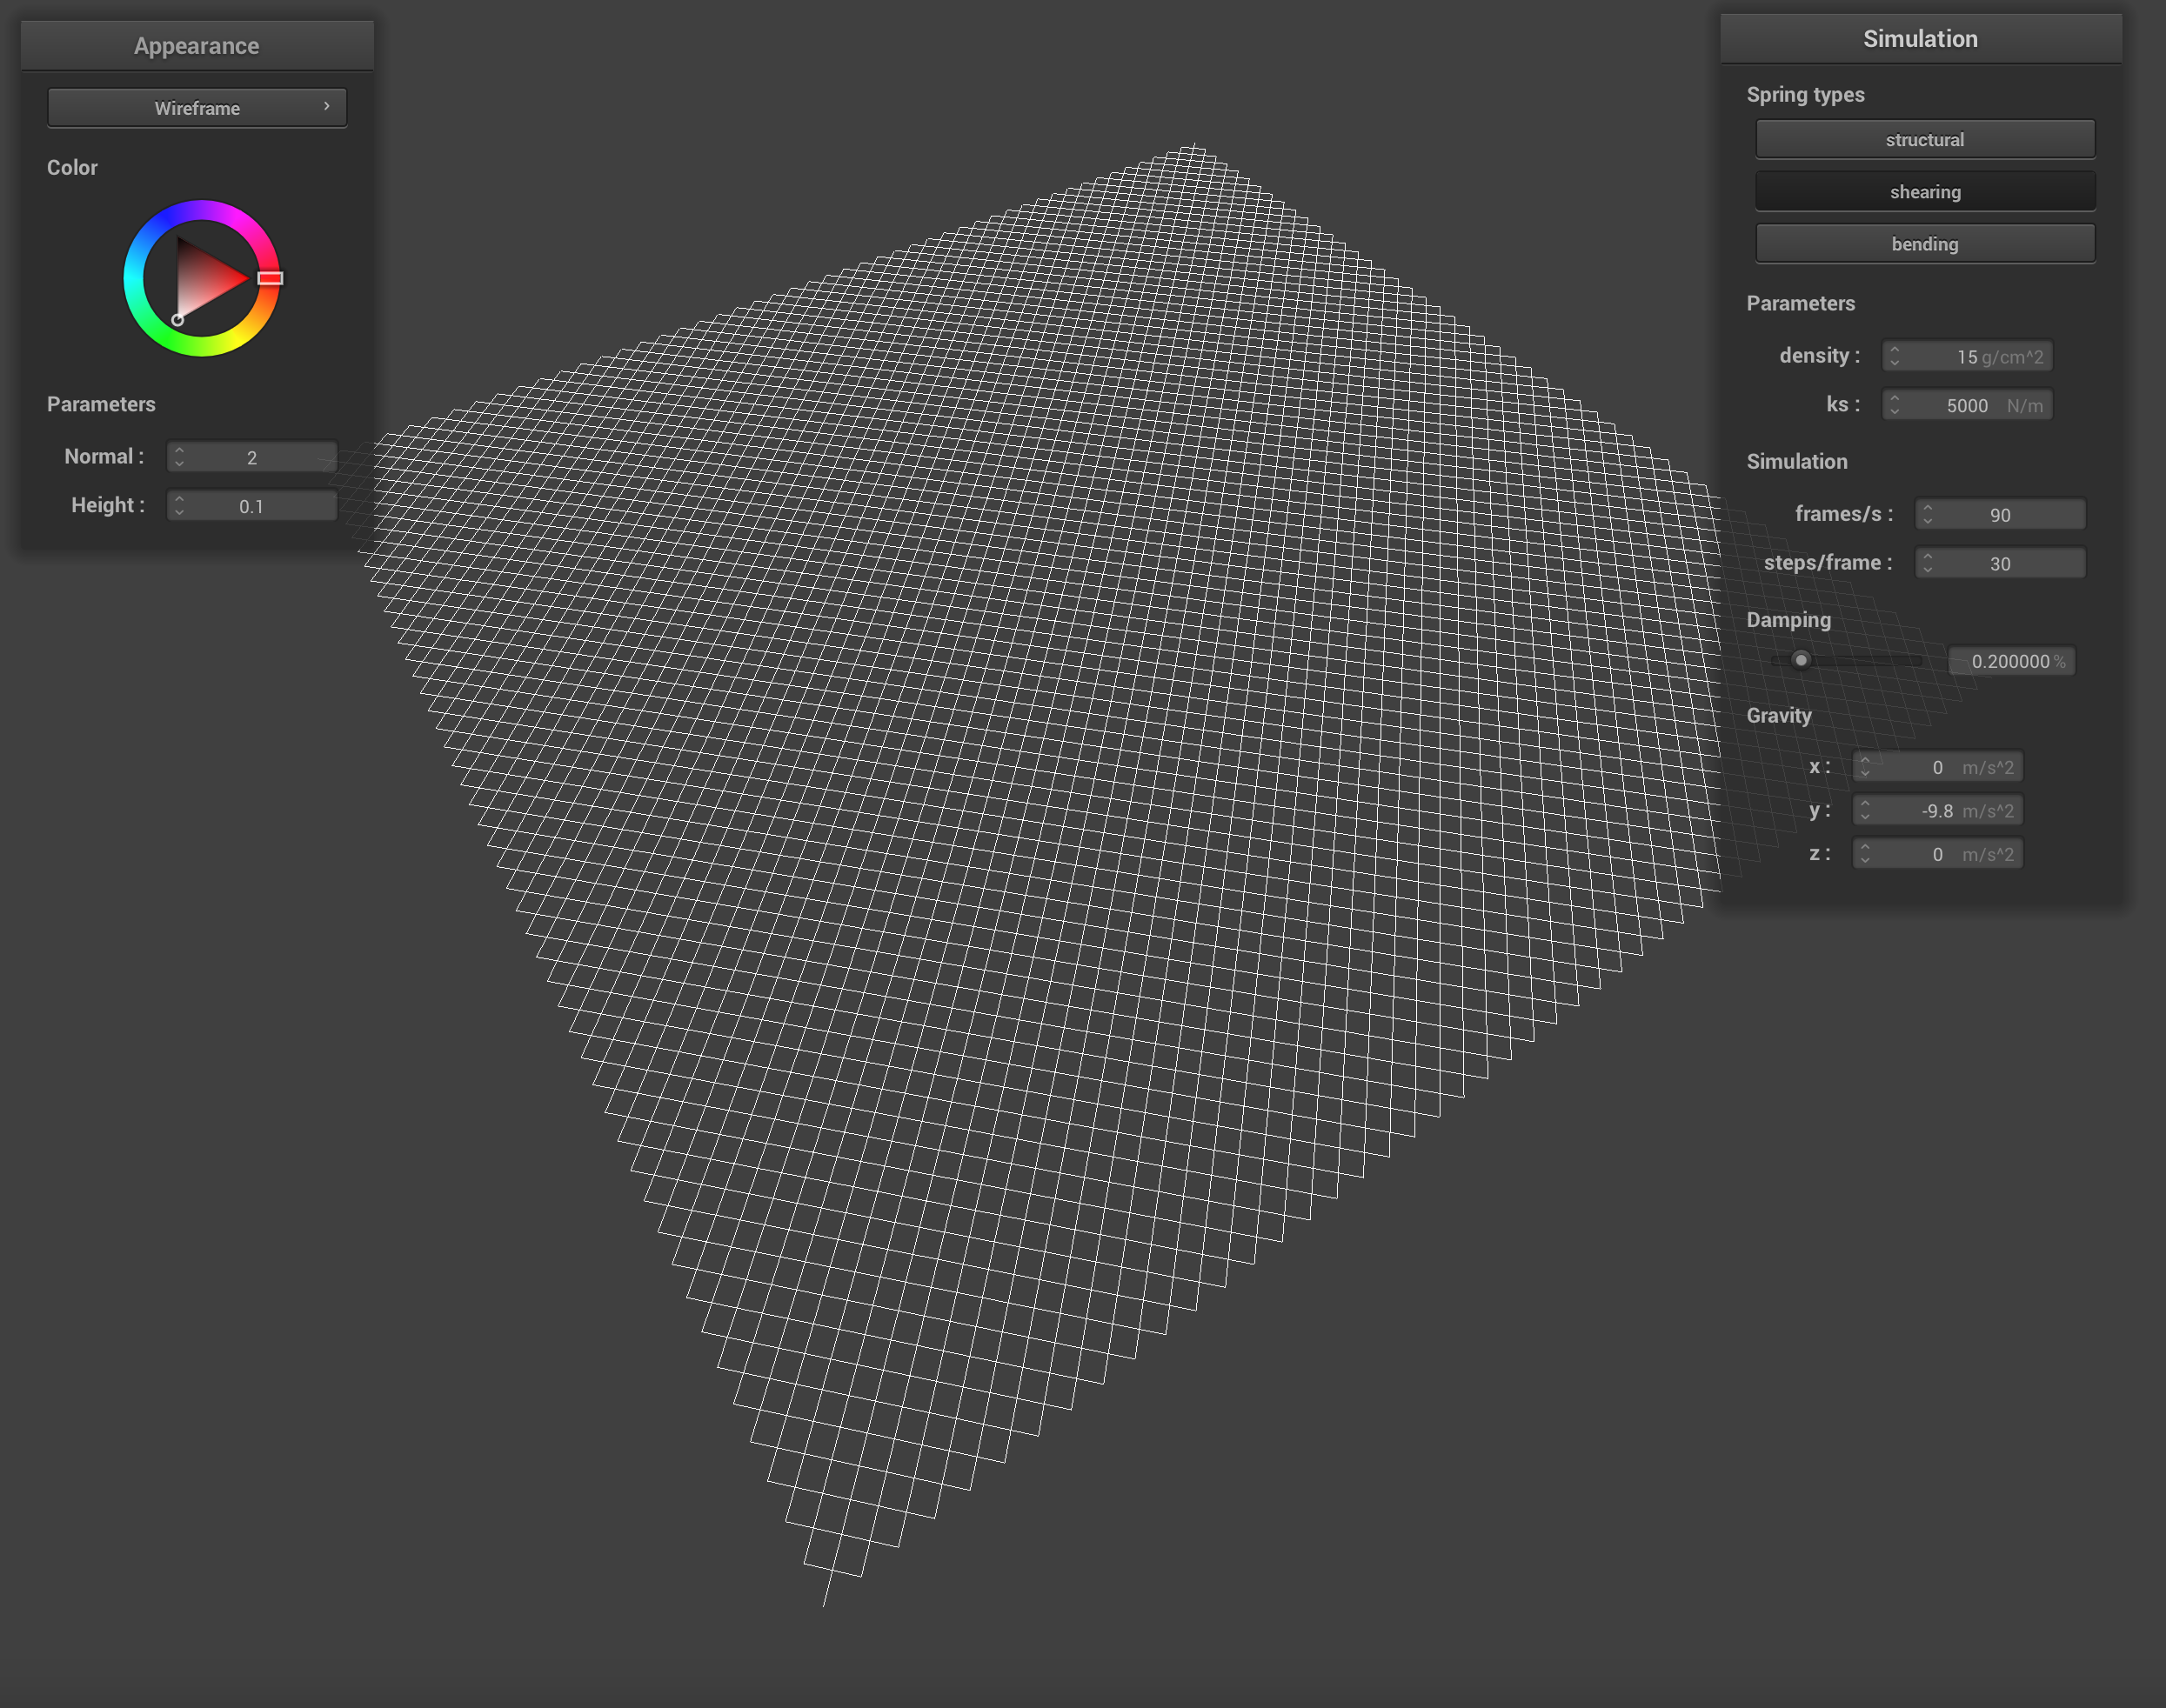 Appearance
Wireframe
Color
Parameters
Normal : 2
Height : 0.1
Simulation
Spring types
structural
shearing
bending
Parameters
density : 15 g/cm^2
ks : 5000 N/m
Simulation
frames/s : 90
steps/frame : 30
Damping
0.200000 %
Gravity
x : 0 m/s^2
y : -9.8 m/s^2
z : 0 m/s^2